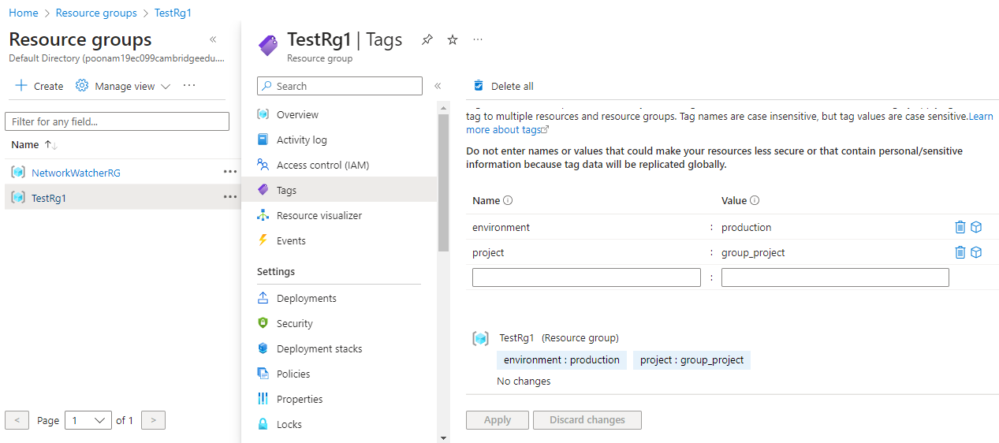 Home > Resource groups > TestRg1
Resource groups
Default Directory (poonam19ec099cambridgeedu....
Create
Manage view
Filter for any field...
Name
NetworkWatcherRG
TestRg1
< Page 1 of 1 >
TestRg1 | Tags
Resource group
Search
Overview
Activity log
Access control (IAM)
Tags
Resource visualizer
Events
Settings
Deployments
Security
Deployment stacks
Policies
Properties
Locks
Delete all
tag to multiple resources and resource groups. Tag names are case insensitive, but tag values are case sensitive.Learn
more about tags
Do not enter names or values that could make your resources less secure or that contain personal/sensitive
information because tag data will be replicated globally.
Name Value
environment : production
project : group_project
:
TestRg1 (Resource group)
environment : production project : group_project
No changes
Apply Discard changes